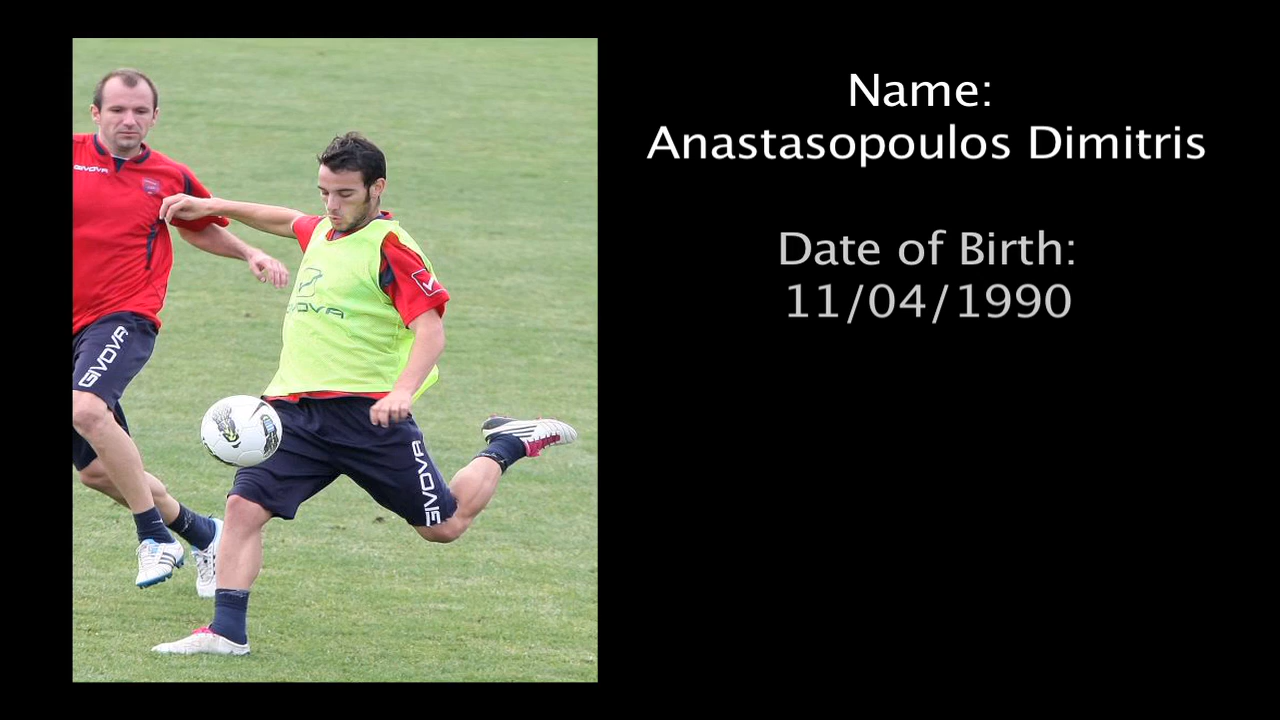 Name:
Anastasopoulos Dimitris
Date of Birth:
11/04/1990
GIVOVA
GIVOVA
GIVOVA
GIVOVA